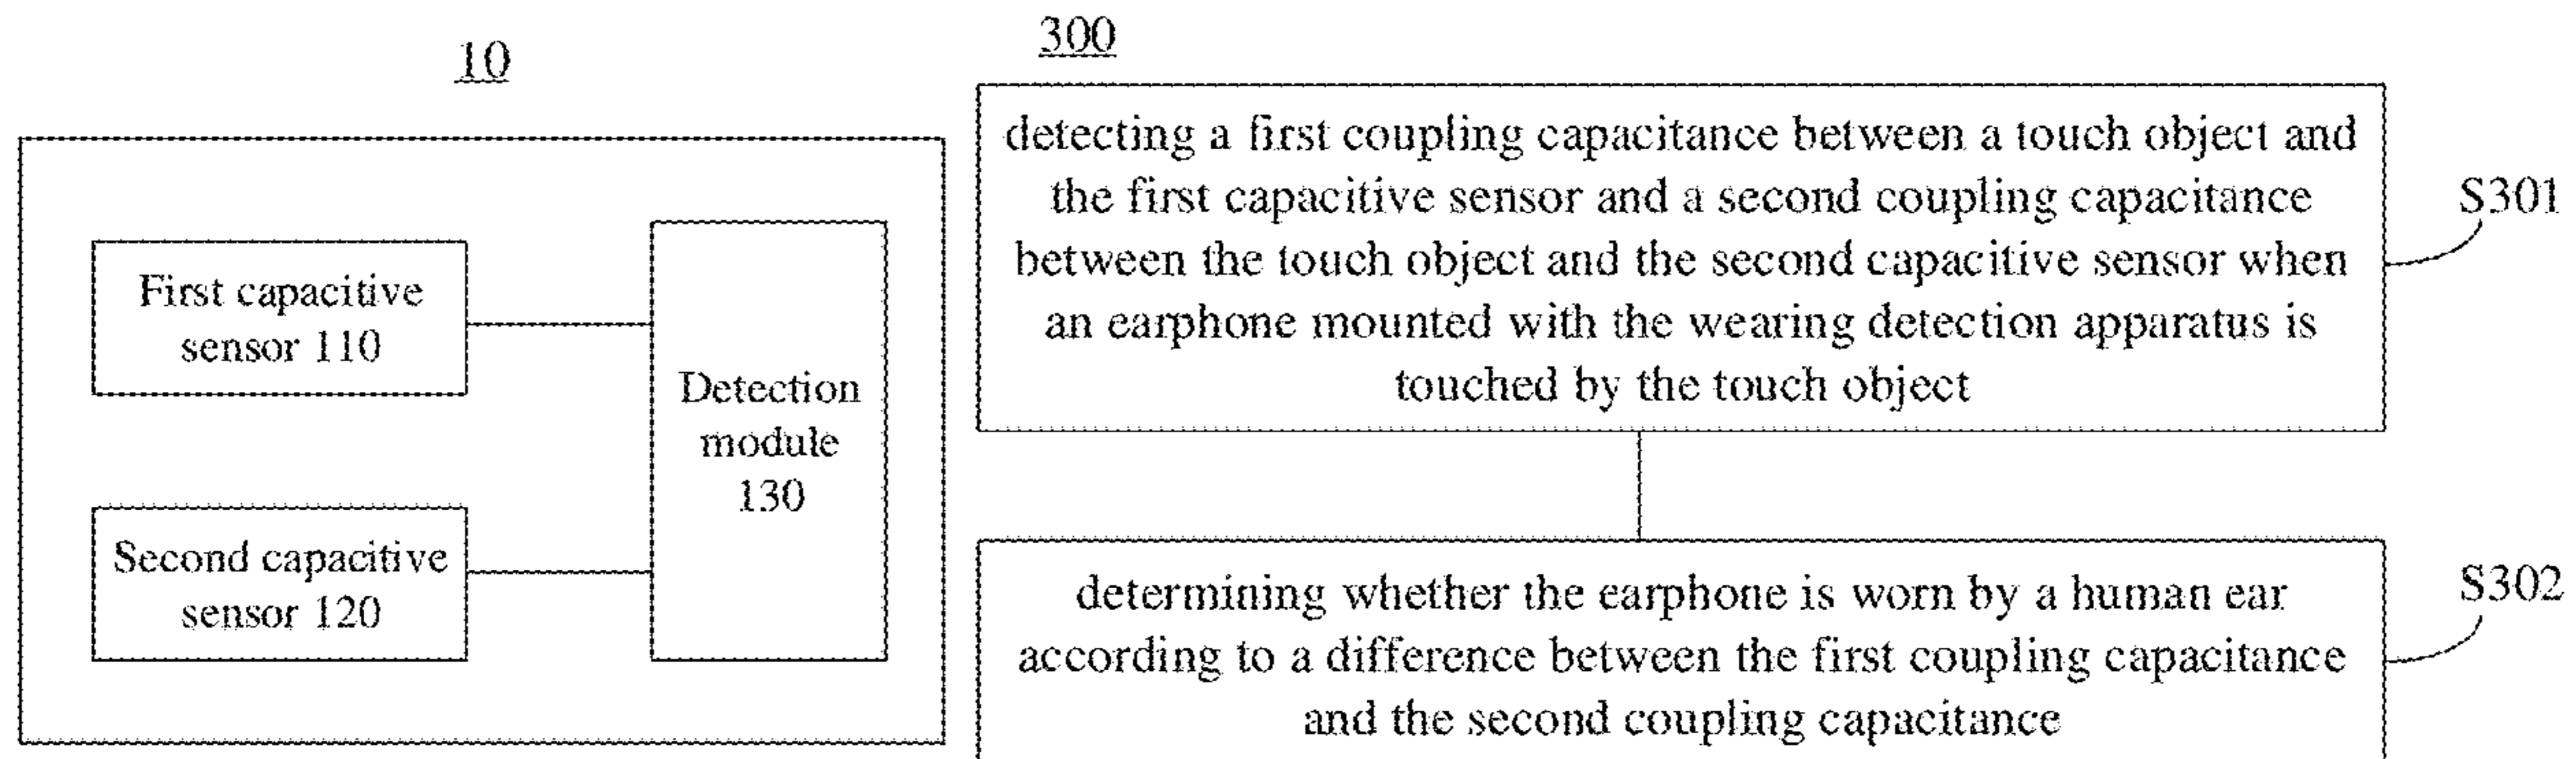 10
First capacitive
sensor 110
Second capacitive
sensor 120
Detection
module
130
300
detecting a first coupling capacitance between a touch object and
the first capacitive sensor and a second coupling capacitance
between the touch object and the second capacitive sensor when
an earphone mounted with the wearing detection apparatus is
touched by the touch object
S301
determining whether the earphone is worn by a human ear
according to a difference between the first coupling capacitance
and the second coupling capacitance
S302